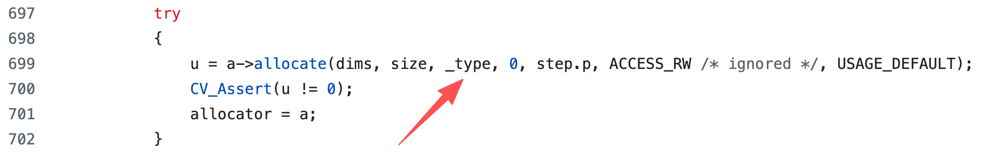 697 try
698 {
699 u = a->allocate(dims, size, _type, 0, step.p, ACCESS_RW /* ignored */, USAGE_DEFAULT);
700 CV_Assert(u != 0);
701 allocator = a;
702 }